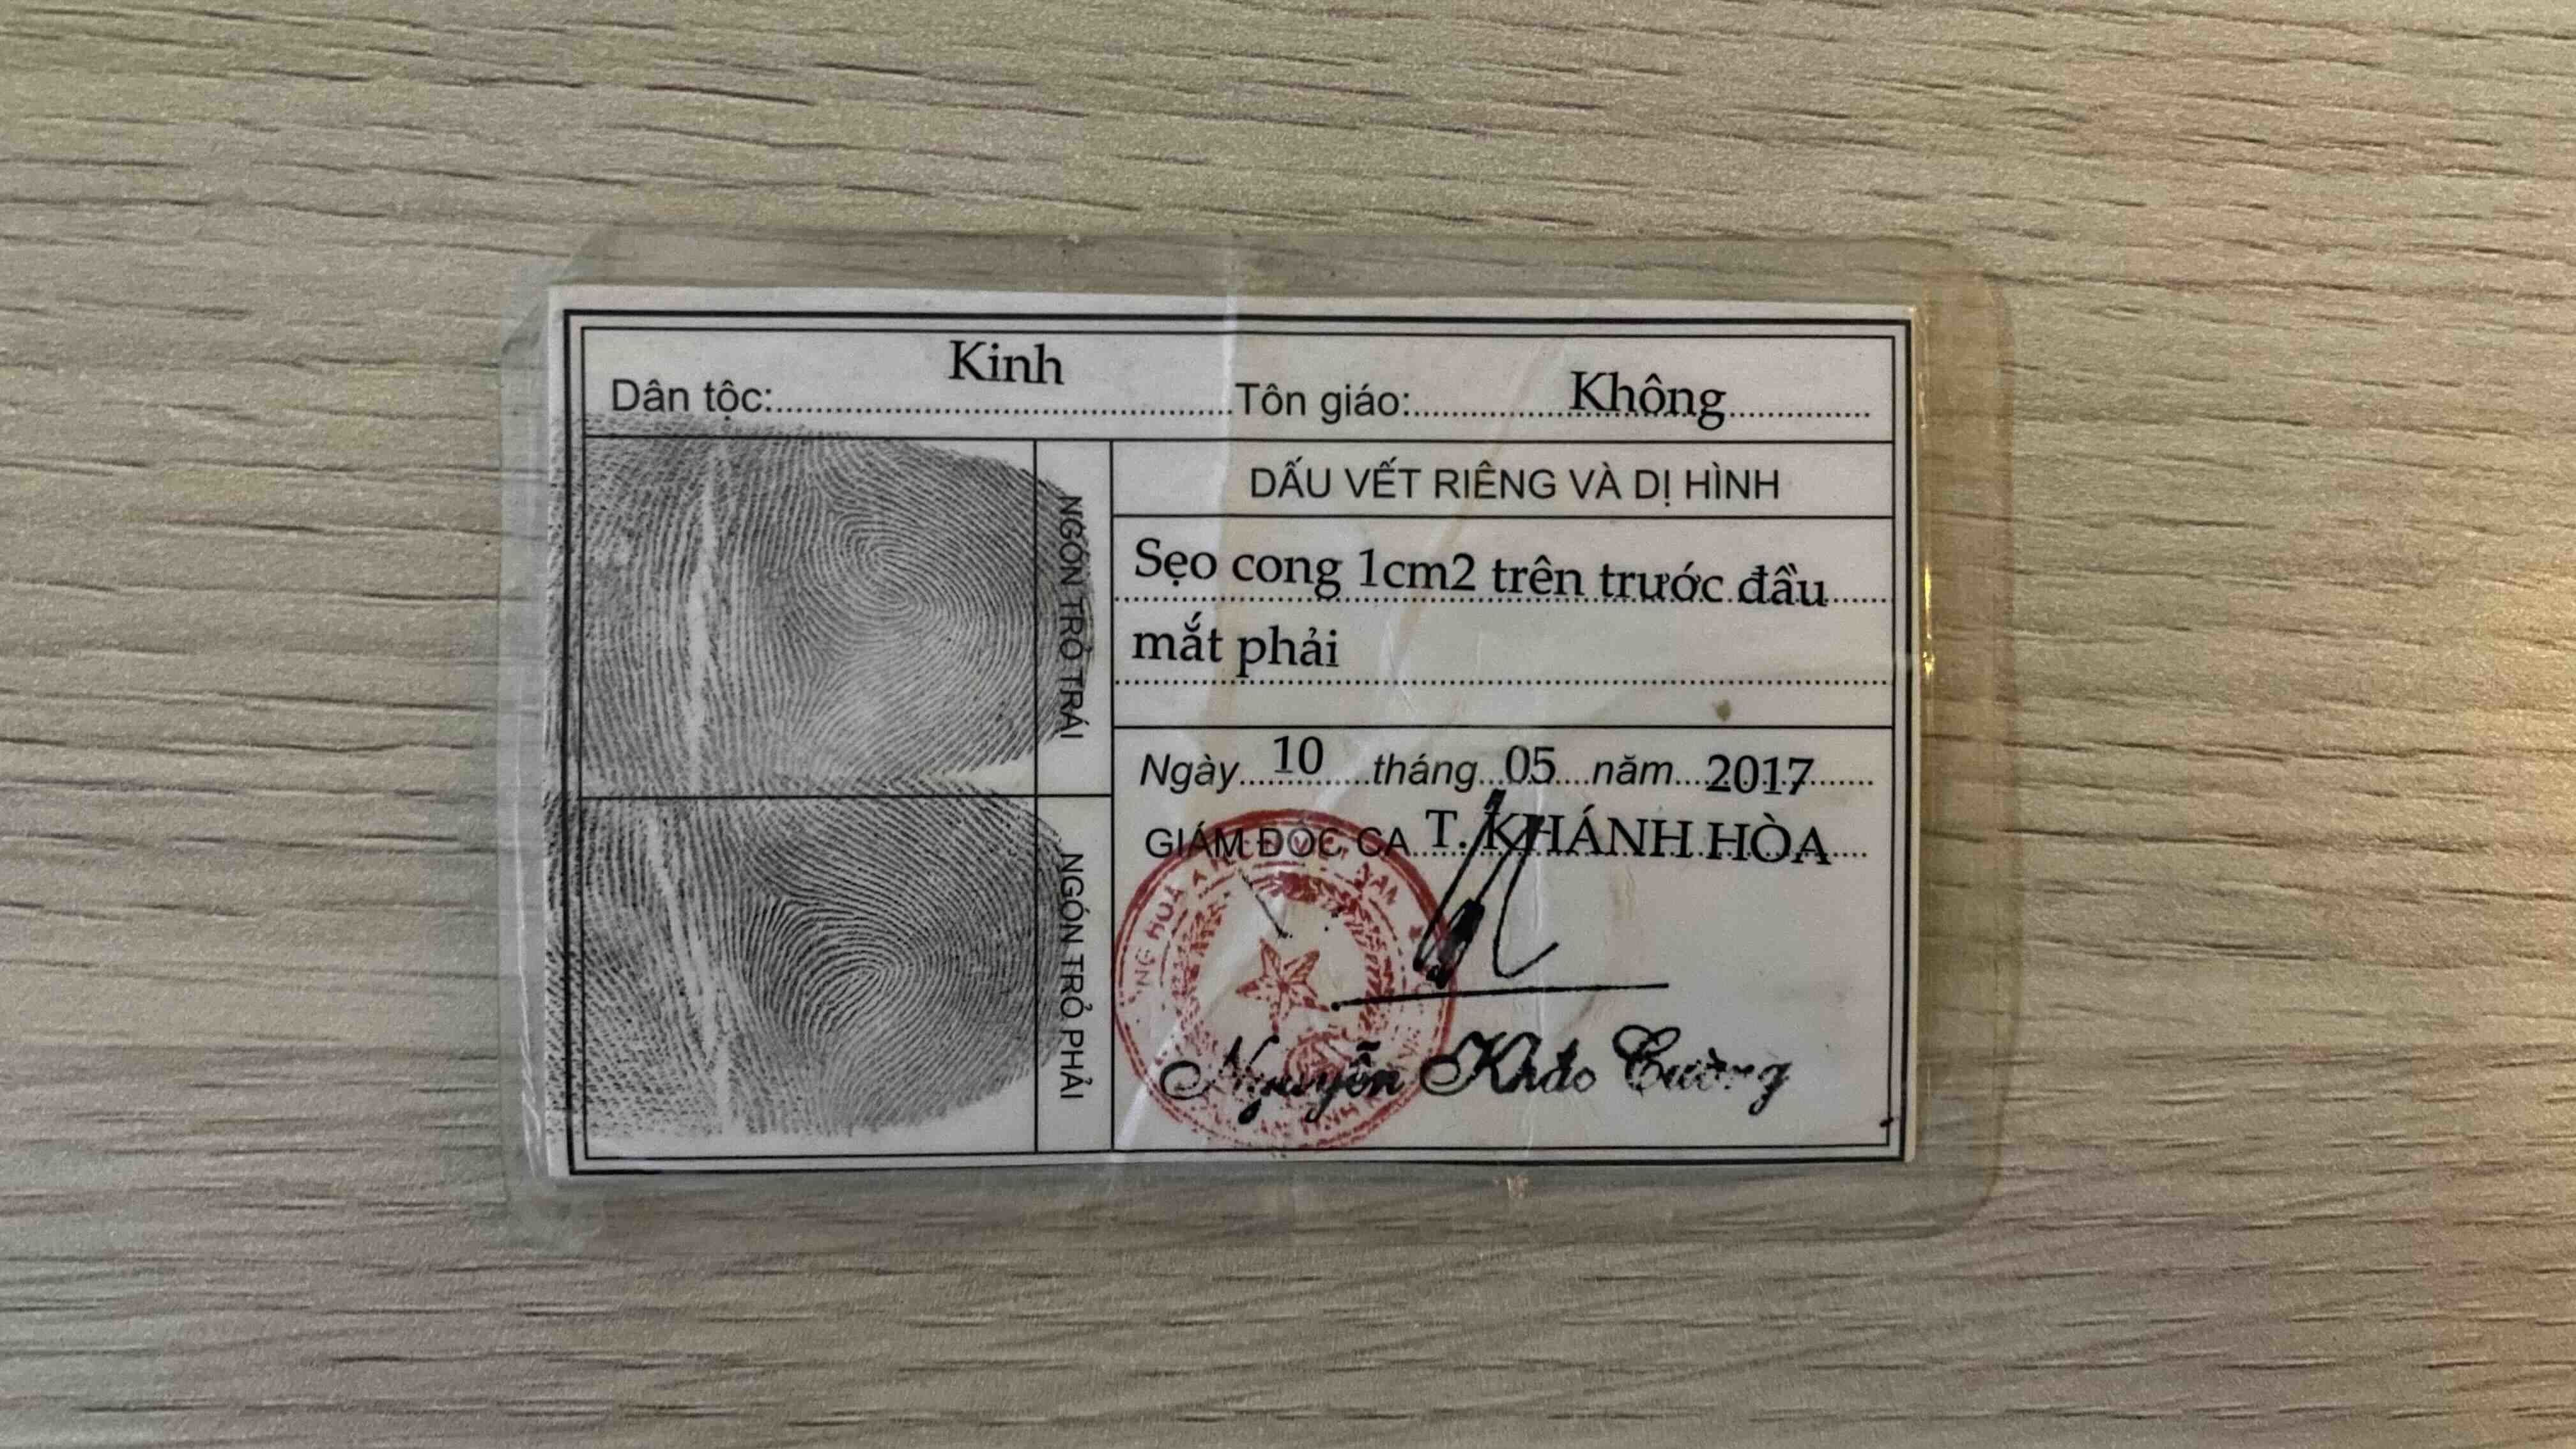 Dân tộc: Kinh Tôn giáo: Không
NGÓN TRỎ TRÁI
NGÓN TRỎ PHẢI
DẤU VẾT RIÊNG VÀ DỊ HÌNH
Sẹo cong 1cm2 trên trước đầu
mắt phải
Ngày 10 tháng 05 năm 2017
GIÁM ĐỐC CA T. KHÁNH HÒA
Nguyễn Khắc Cường